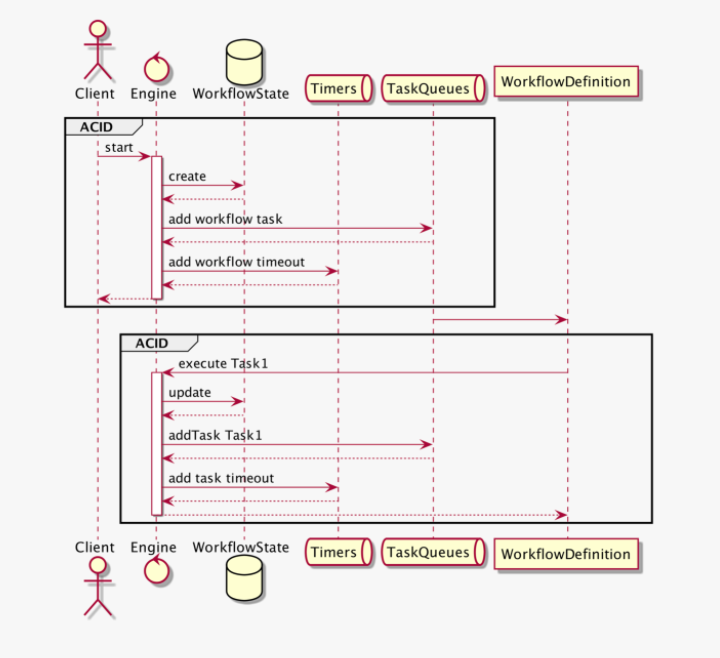 Client
Engine
WorkflowState
Timers
TaskQueues
WorkflowDefinition
ACID
start
create
add workflow task
add workflow timeout
ACID
execute Task1
update
addTask Task1
add task timeout
Client
Engine
WorkflowState
Timers
TaskQueues
WorkflowDefinition